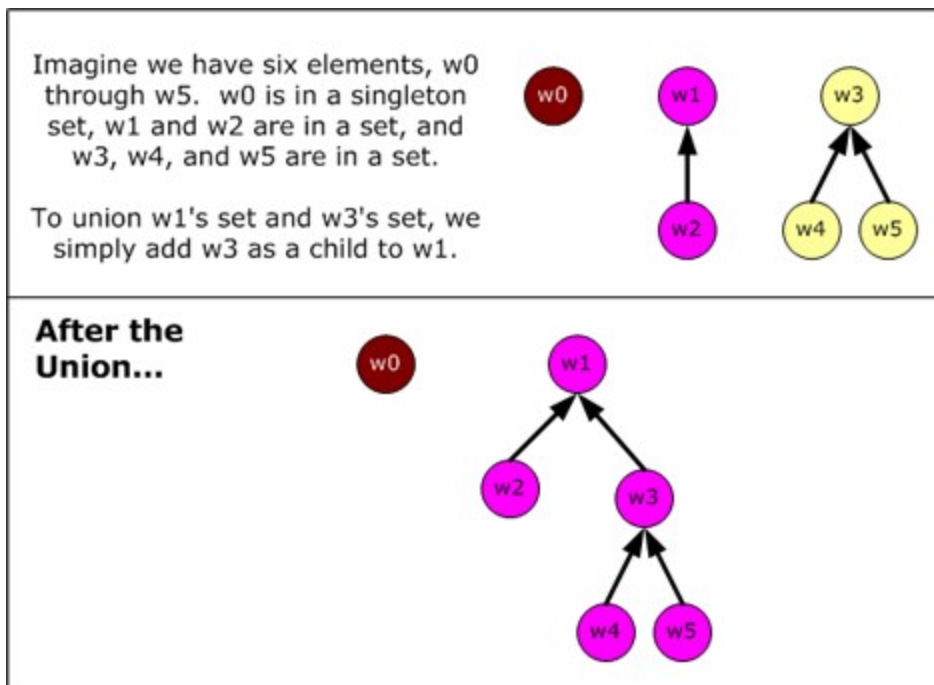 Imagine we have six elements, w0
through w5.  w0 is in a singleton
set, w1 and w2 are in a set, and
w3, w4, and w5 are in a set.
To union w1's set and w3's set, we
simply add w3 as a child to w1.
w0 w1 w3
w2 w4 w5
After the
Union...
w0 w1
w2 w3
w4 w5